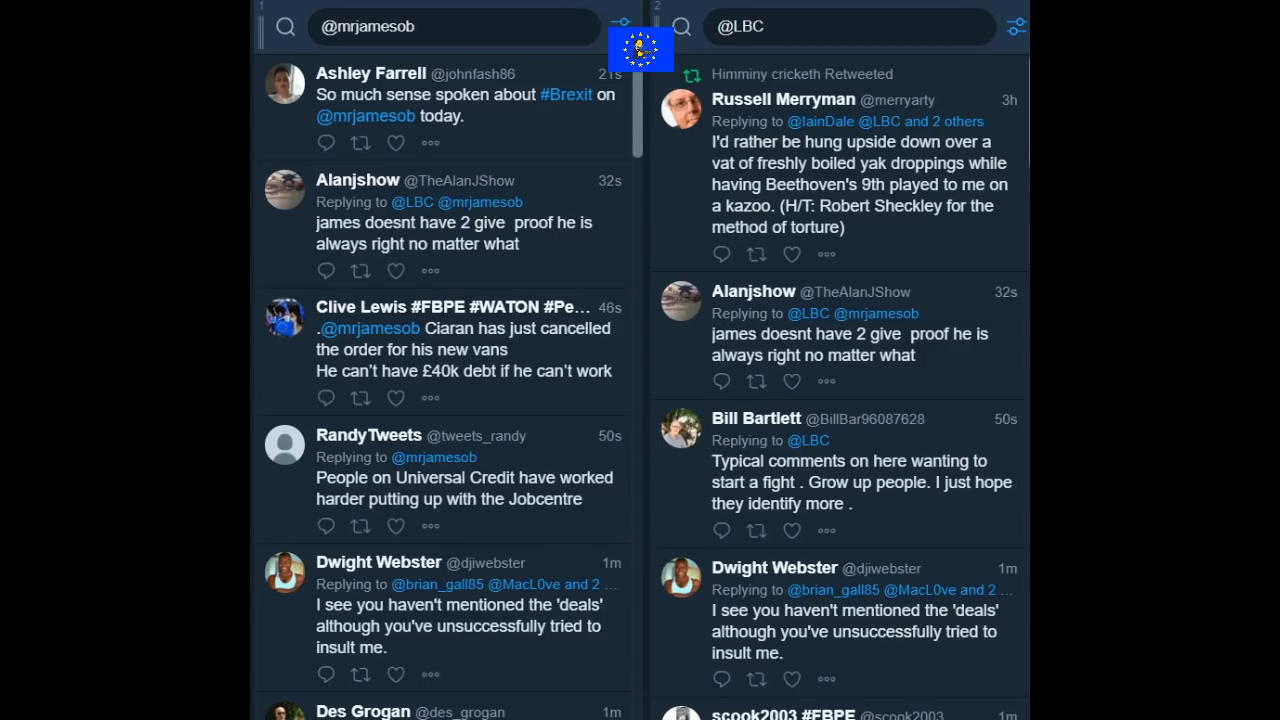 1
@mrjamesob
Ashley Farrell @johnfash86 21s
So much sense spoken about #Brexit on
@mrjamesob today.
Alanjshow @TheAlanJShow 32s
Replying to @LBC @mrjamesob
james doesnt have 2 give  proof he is
always right no matter what
Clive Lewis #FBPE #WATON #Pe... 46s
.@mrjamesob Ciaran has just cancelled
the order for his new vans
He can't have £40k debt if he can't work
RandyTweets @tweets_randy 50s
Replying to @mrjamesob
People on Universal Credit have worked
harder putting up with the Jobcentre
Dwight Webster @djiwebster 1m
Replying to @brian_gall85 @MacL0ve and 2 ...
I see you haven't mentioned the 'deals'
although you've unsuccessfully tried to
insult me.
Des Grogan @des_grogan 1m
2
@LBC
Himminy cricketh Retweeted
Russell Merryman @merryarty 3h
Replying to @IainDale @LBC and 2 others
I'd rather be hung upside down over a
vat of freshly boiled yak droppings while
having Beethoven's 9th played to me on
a kazoo. (H/T: Robert Sheckley for the
method of torture)
Alanjshow @TheAlanJShow 32s
Replying to @LBC @mrjamesob
james doesnt have 2 give  proof he is
always right no matter what
Bill Bartlett @BillBar96087628 50s
Replying to @LBC
Typical comments on here wanting to
start a fight . Grow up people. I just hope
they identify more .
Dwight Webster @djiwebster 1m
Replying to @brian_gall85 @MacL0ve and 2 ...
I see you haven't mentioned the 'deals'
although you've unsuccessfully tried to
insult me.
scook2003 #FBPE @scook2003 1m